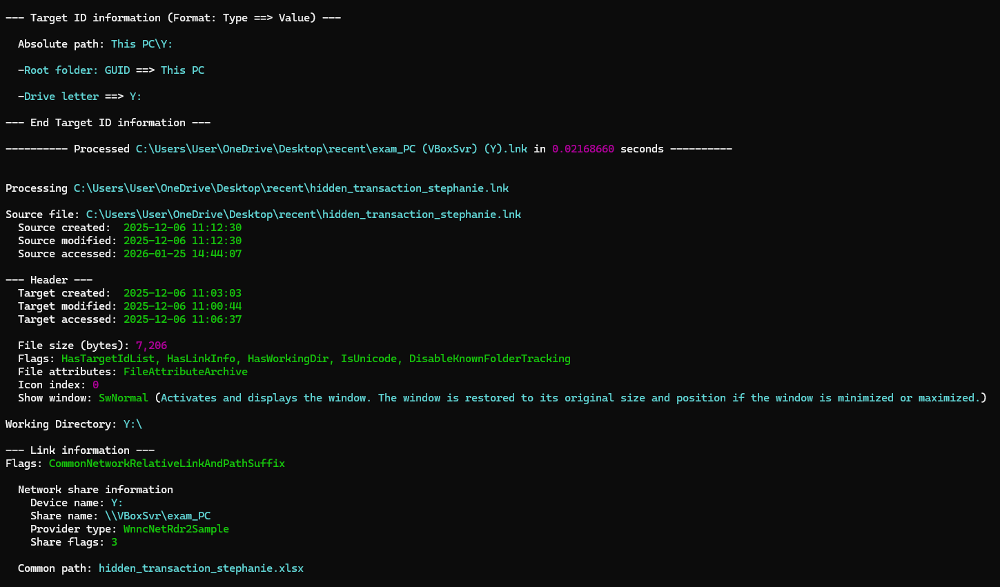 --- Target ID information (Format: Type ==> Value) ---
Absolute path: This PC\Y:
-Root folder: GUID ==> This PC
-Drive letter ==> Y:
--- End Target ID information ---
---------- Processed C:\Users\User\OneDrive\Desktop\recent\exam_PC (VBoxSvr) (Y).lnk in 0.02168660 seconds ----------
Processing C:\Users\User\OneDrive\Desktop\recent\hidden_transaction_stephanie.lnk
Source file: C:\Users\User\OneDrive\Desktop\recent\hidden_transaction_stephanie.lnk
Source created:  2025-12-06 11:12:30
Source modified: 2025-12-06 11:12:30
Source accessed: 2026-01-25 14:44:07
--- Header ---
Target created:  2025-12-06 11:03:03
Target modified: 2025-12-06 11:00:44
Target accessed: 2025-12-06 11:06:37
File size (bytes): 7,206
Flags: HasTargetIdList, HasLinkInfo, HasWorkingDir, IsUnicode, DisableKnownFolderTracking
File attributes: FileAttributeArchive
Icon index: 0
Show window: SwNormal (Activates and displays the window. The window is restored to its original size and position if the window is minimized or maximized.)
Working Directory: Y:\
--- Link information ---
Flags: CommonNetworkRelativeLinkAndPathSuffix
Network share information
Device name: Y:
Share name: \\VBoxSvr\exam_PC
Provider type: WnncNetRdr2Sample
Share flags: 3
Common path: hidden_transaction_stephanie.xlsx